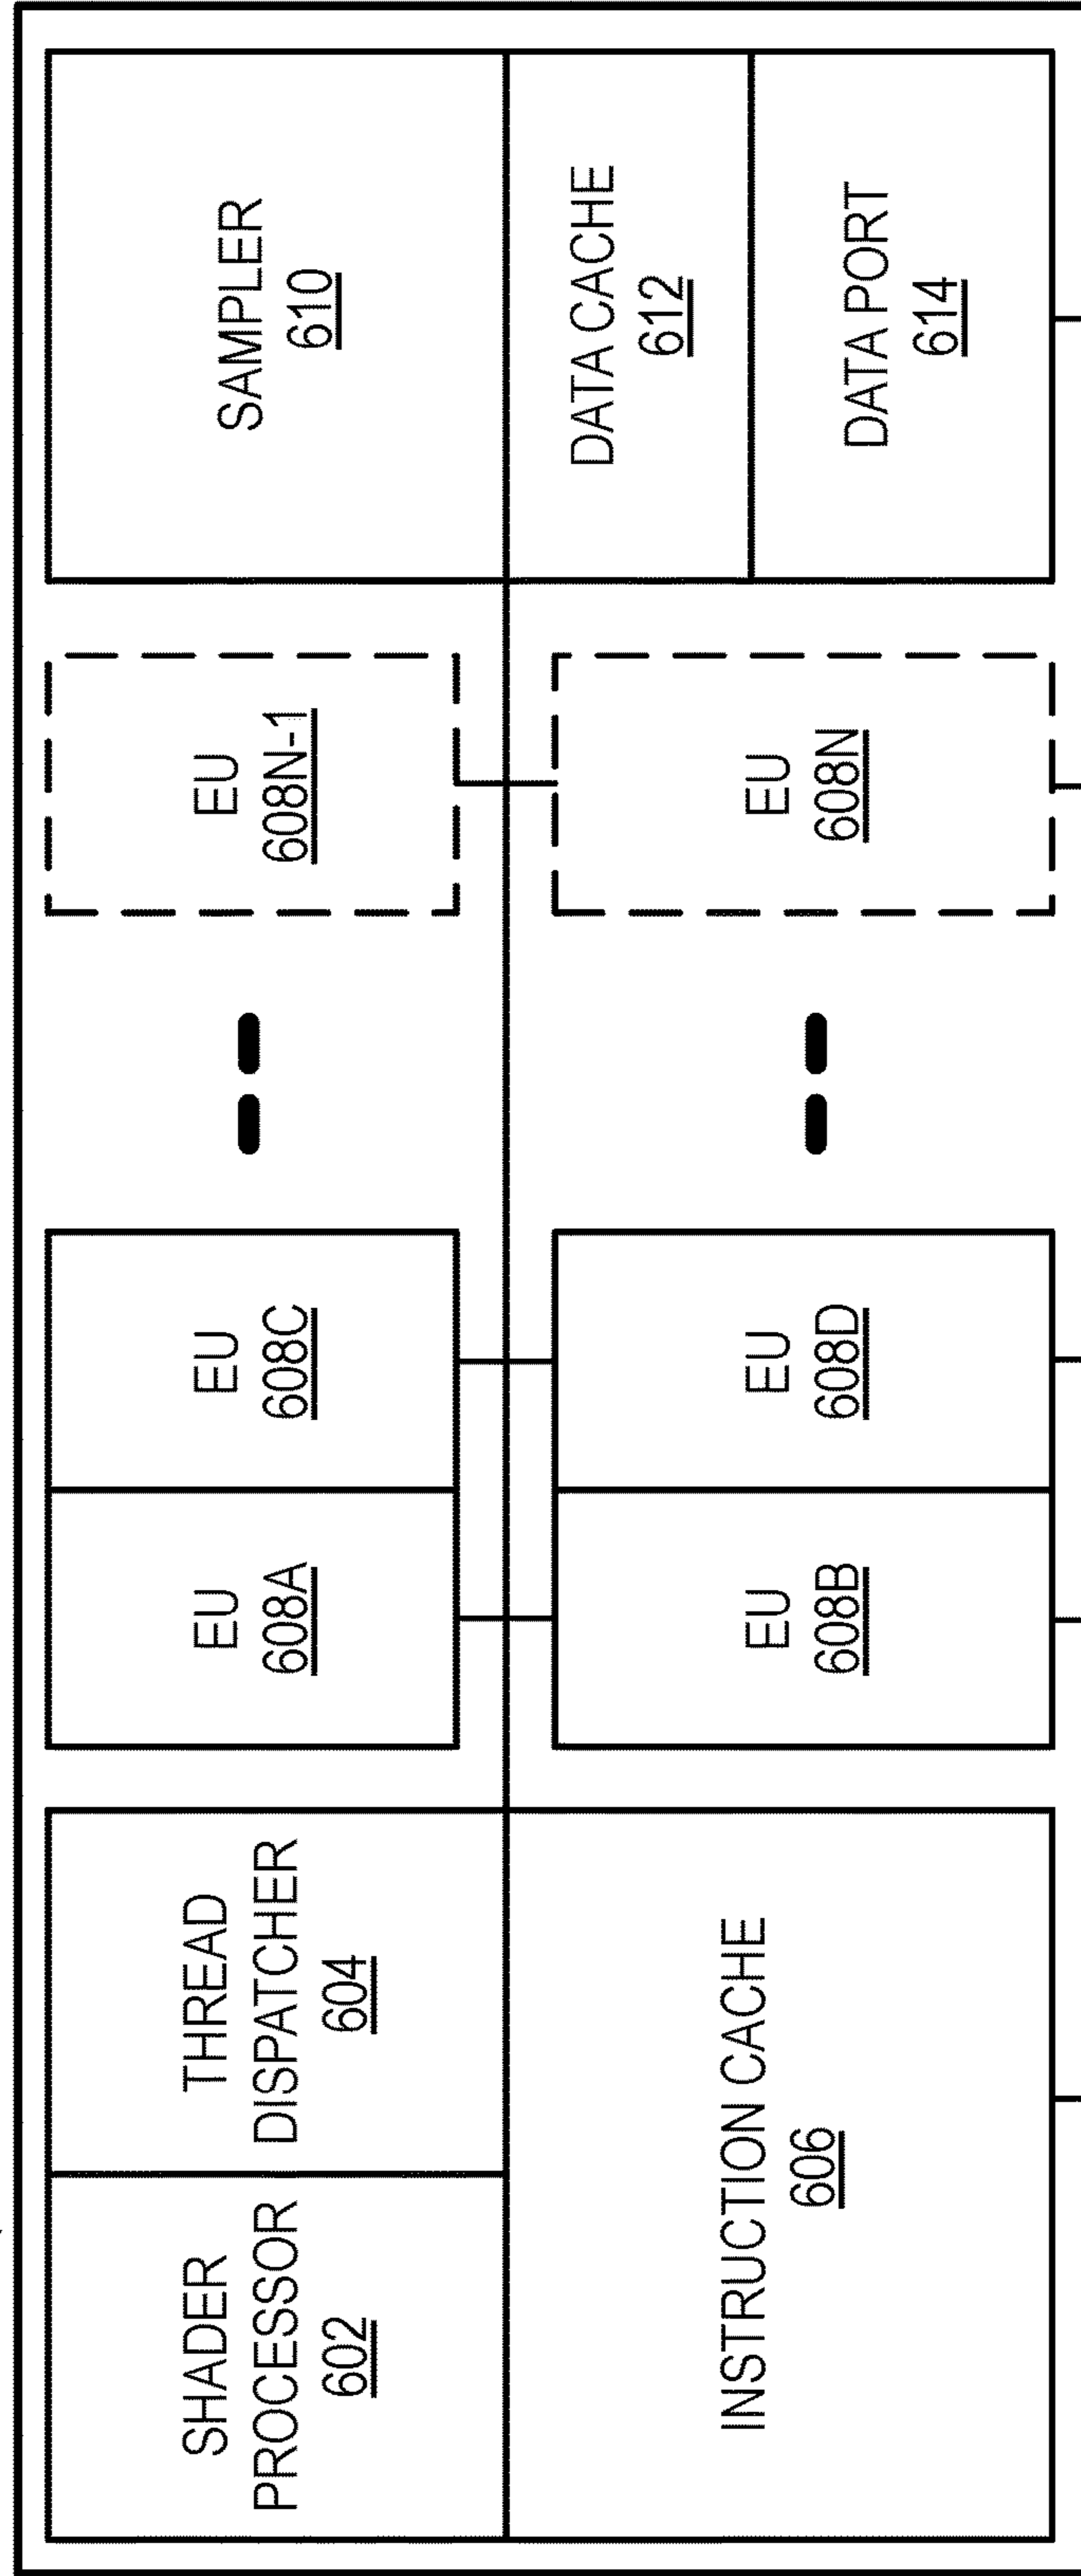 SHADER
PROCESSOR
602
THREAD
DISPATCHER
604
INSTRUCTION CACHE
606
EU
608A
EU
608C
EU
608B
EU
608D
EU
608N-1
EU
608N
SAMPLER
610
DATA CACHE
612
DATA PORT
614